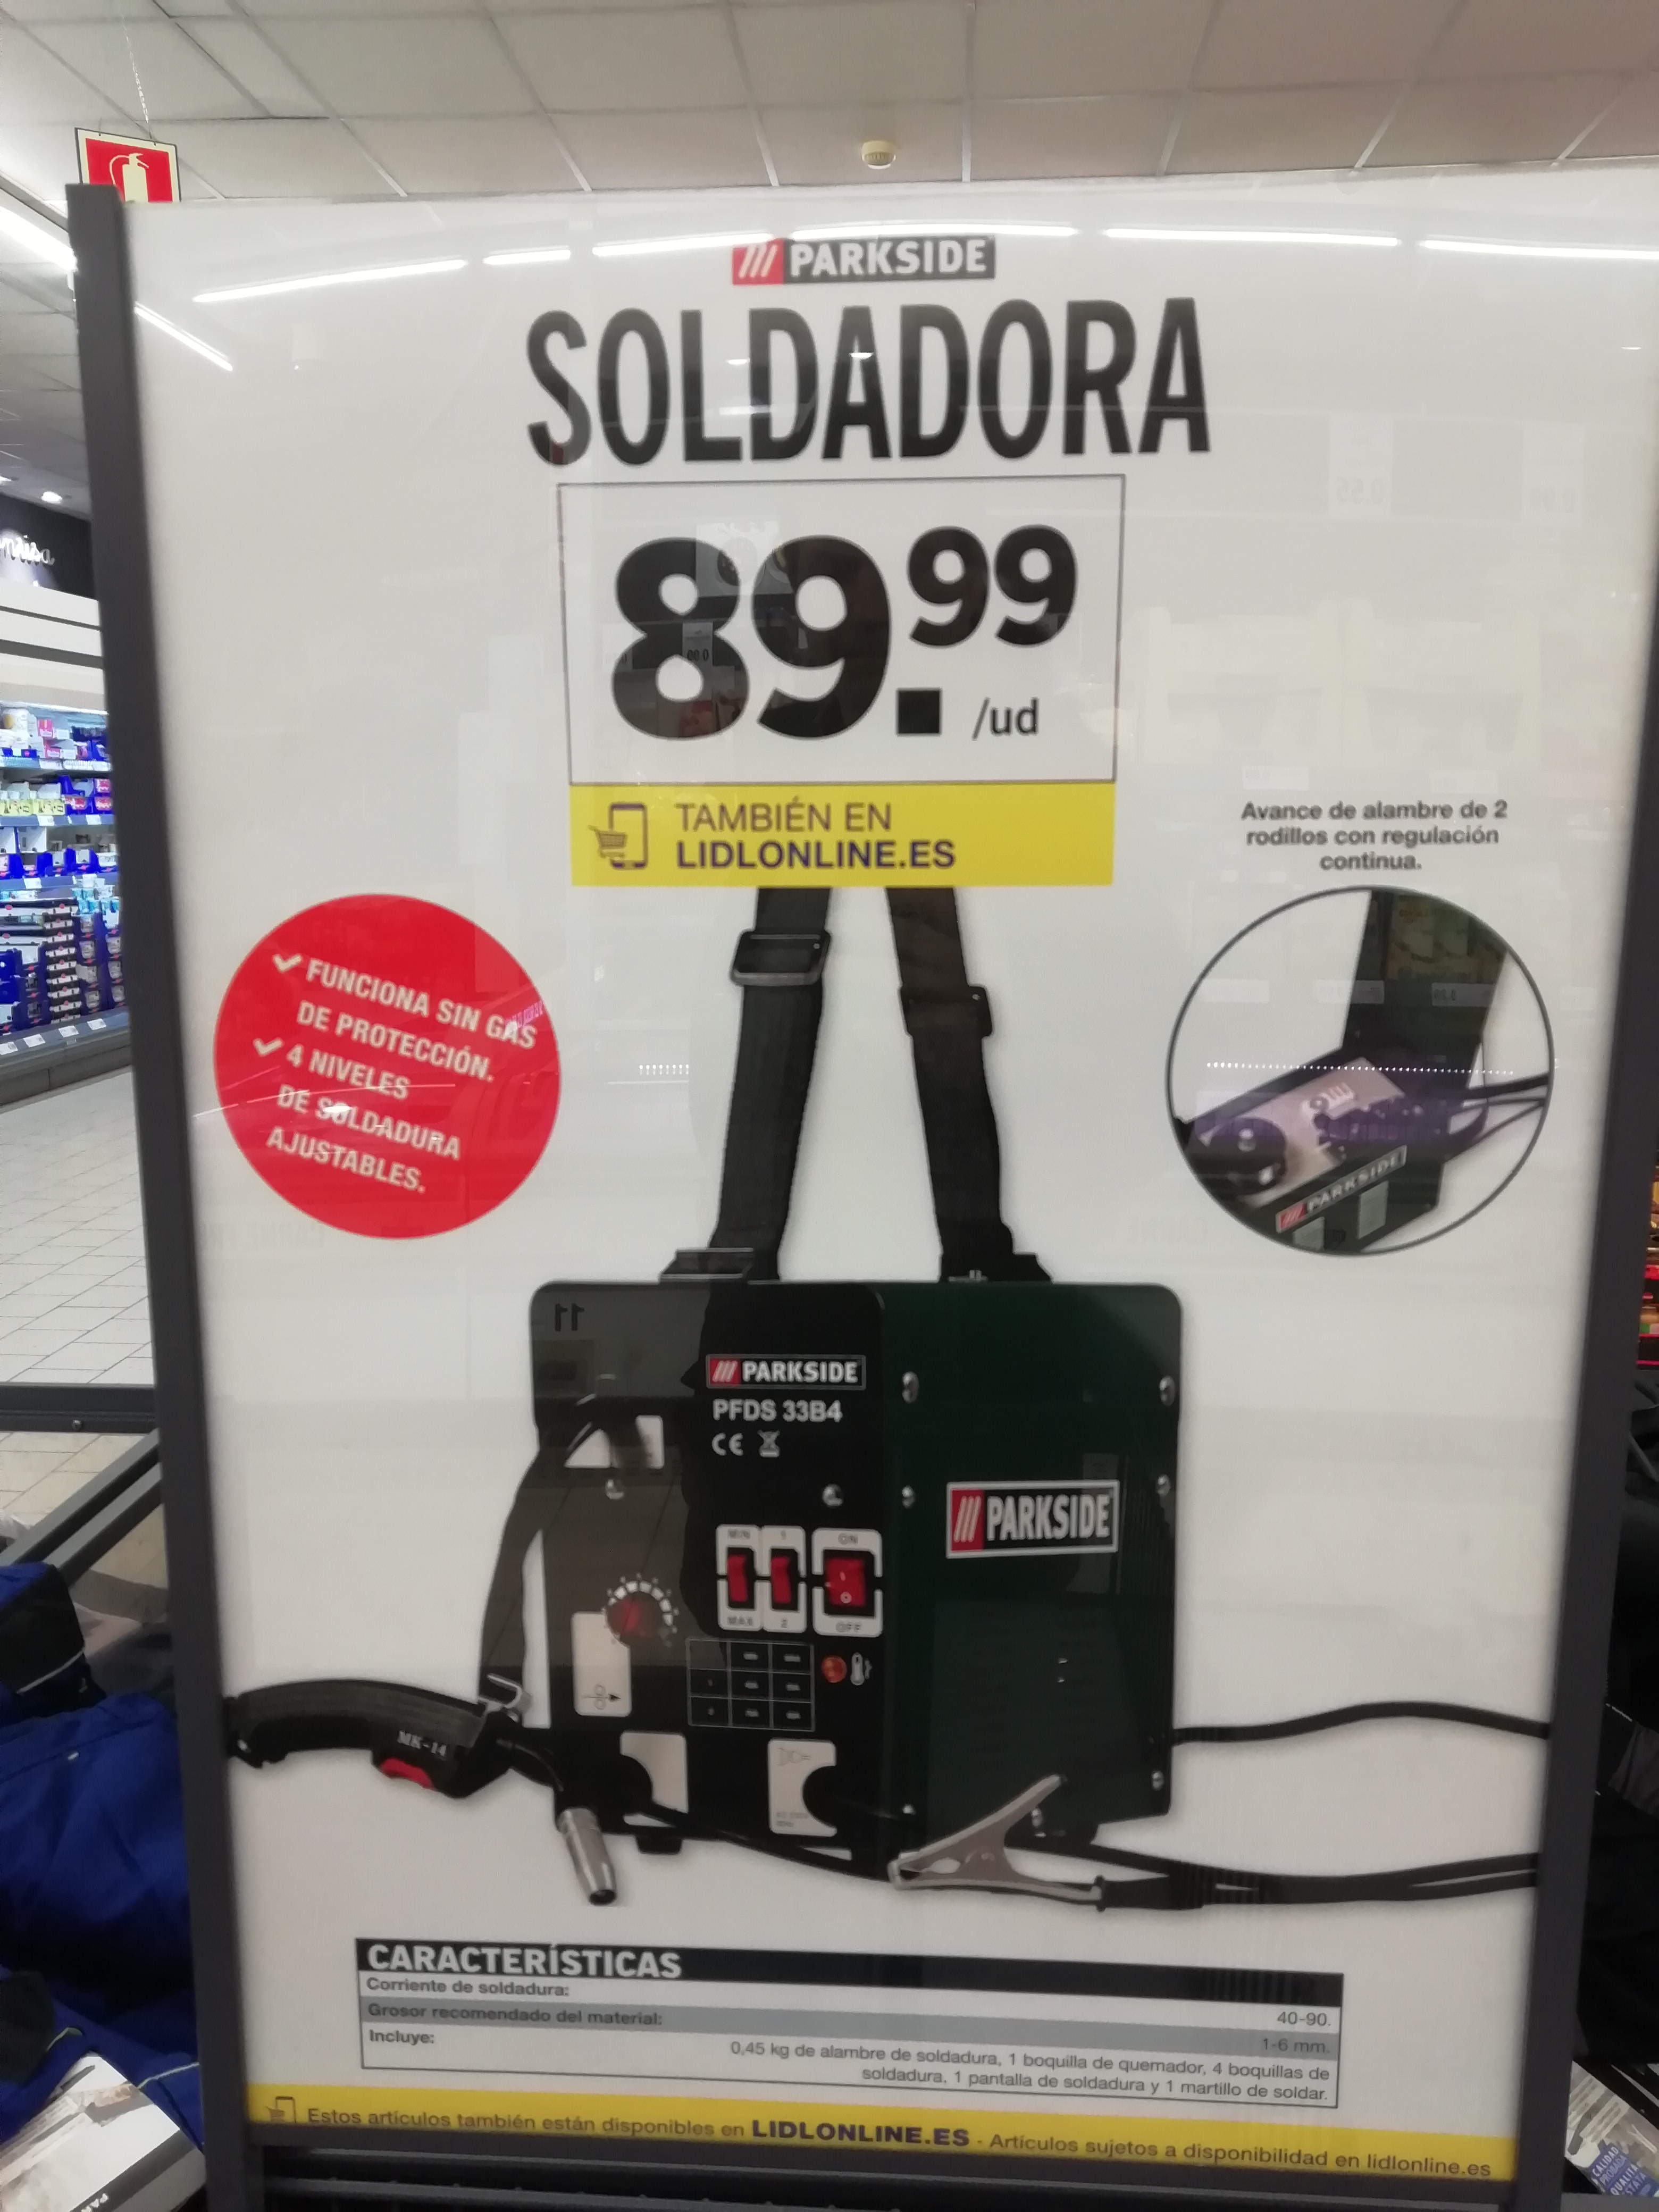 PARKSIDE
SOLDADORA
89.99
/ud
TAMBIÉN EN
LIDLONLINE.ES
Avance de alambre de 2
rodillos con regulación
continua.
✓ FUNCIONA SIN GAS
DE PROTECCIÓN.
✓ 4 NIVELES
DE SOLDADURA
AJUSTABLES.
PARKSIDE
PARKSIDE
PFDS 33B4
CE
PARKSIDE
MIN 1 ON
MAX 2 OFF
MK-14
CARACTERÍSTICAS
Corriente de soldadura: 40-90.
Grosor recomendado del material: 1-6 mm.
Incluye: 0,45 kg de alambre de soldadura, 1 boquilla de quemador, 4 boquillas de
soldadura, 1 pantalla de soldadura y 1 martillo de soldar.
Estos artículos también están disponibles en LIDLONLINE.ES - Artículos sujetos a disponibilidad en lidlonline.es